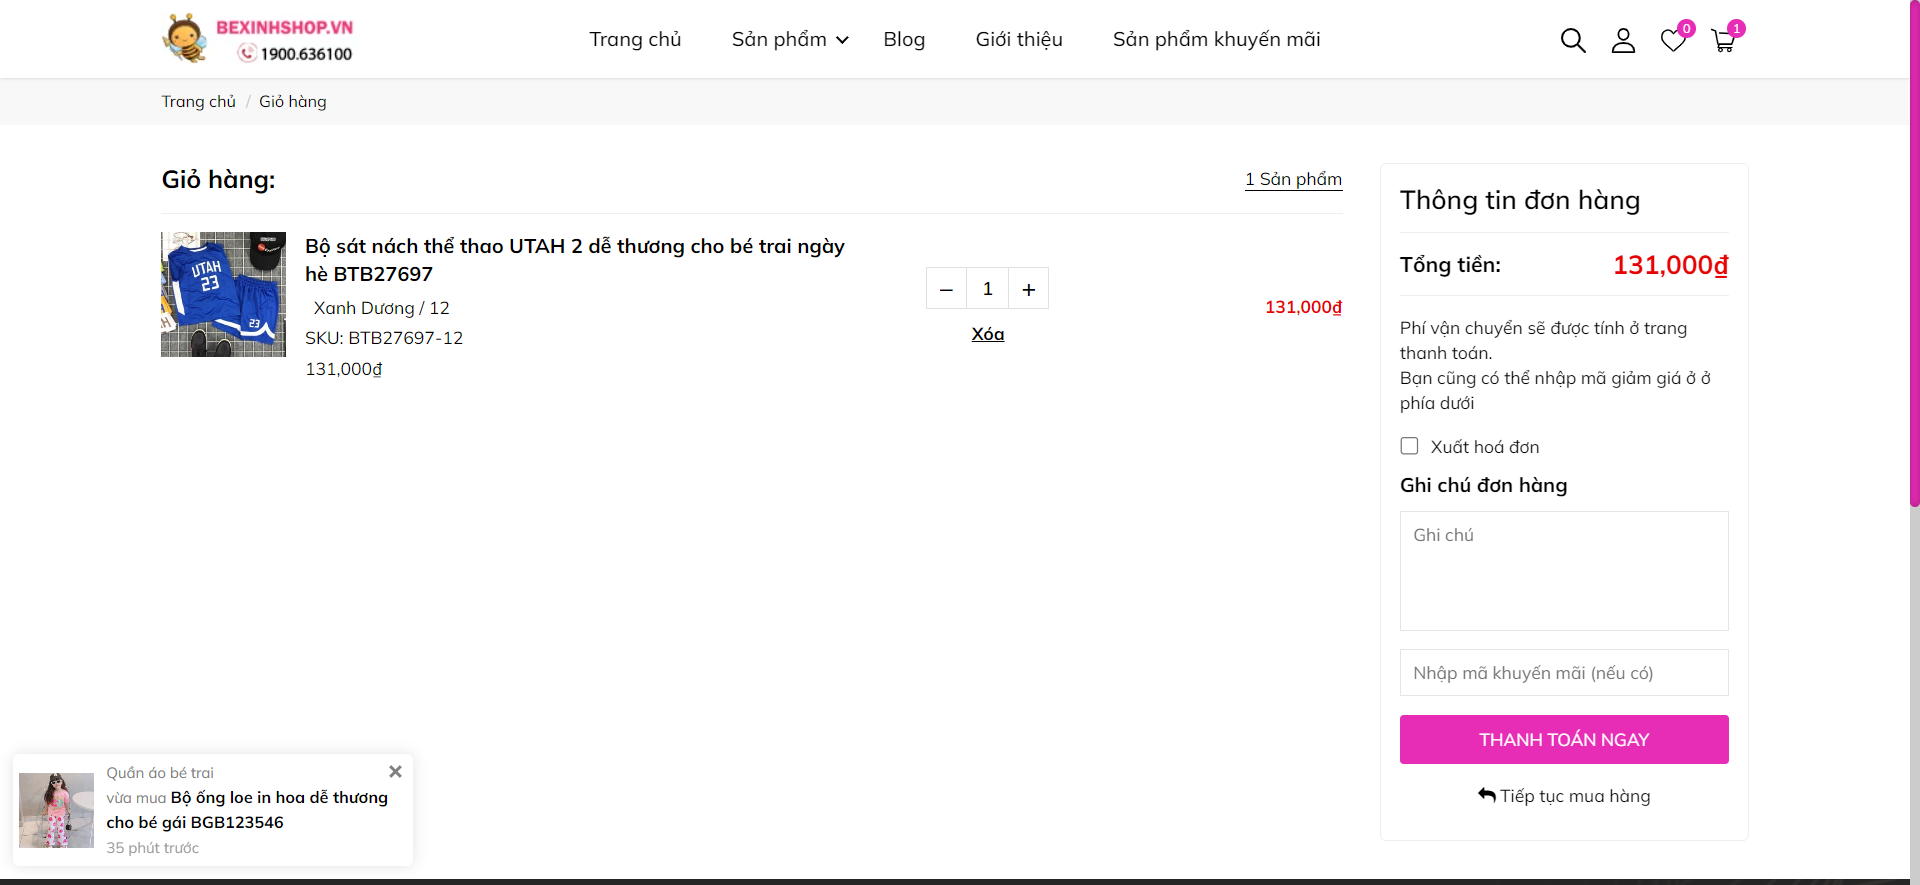 BEXINHSHOP.VN
1900.636100
Trang chủ
Sản phẩm
Blog
Giới thiệu
Sản phẩm khuyến mãi
0
1
Trang chủ / Giỏ hàng
Giỏ hàng:
1 Sản phẩm
UTAH
23
23
Bộ sát nách thể thao UTAH 2 dễ thương cho bé trai ngày
hè BTB27697
Xanh Dương / 12
SKU: BTB27697-12
131,000₫
− 1 +
Xóa
131,000₫
Thông tin đơn hàng
Tổng tiền: 131,000₫
Phí vận chuyển sẽ được tính ở trang
thanh toán.
Bạn cũng có thể nhập mã giảm giá ở ở
phía dưới
Xuất hoá đơn
Ghi chú đơn hàng
Ghi chú
Nhập mã khuyến mãi (nếu có)
THANH TOÁN NGAY
Tiếp tục mua hàng
Quần áo bé trai
vừa mua Bộ ống loe in hoa dễ thương
cho bé gái BGB123546
35 phút trước